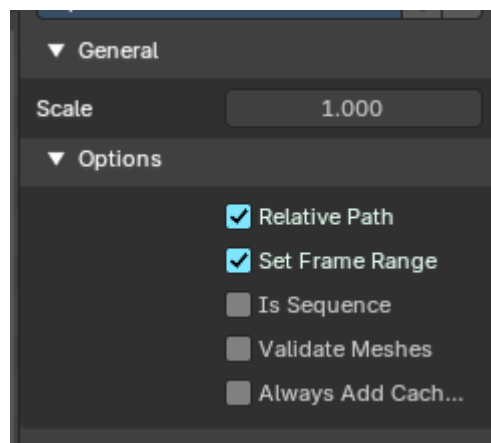 General
Scale 1.000
Options
Relative Path
Set Frame Range
Is Sequence
Validate Meshes
Always Add Cach...